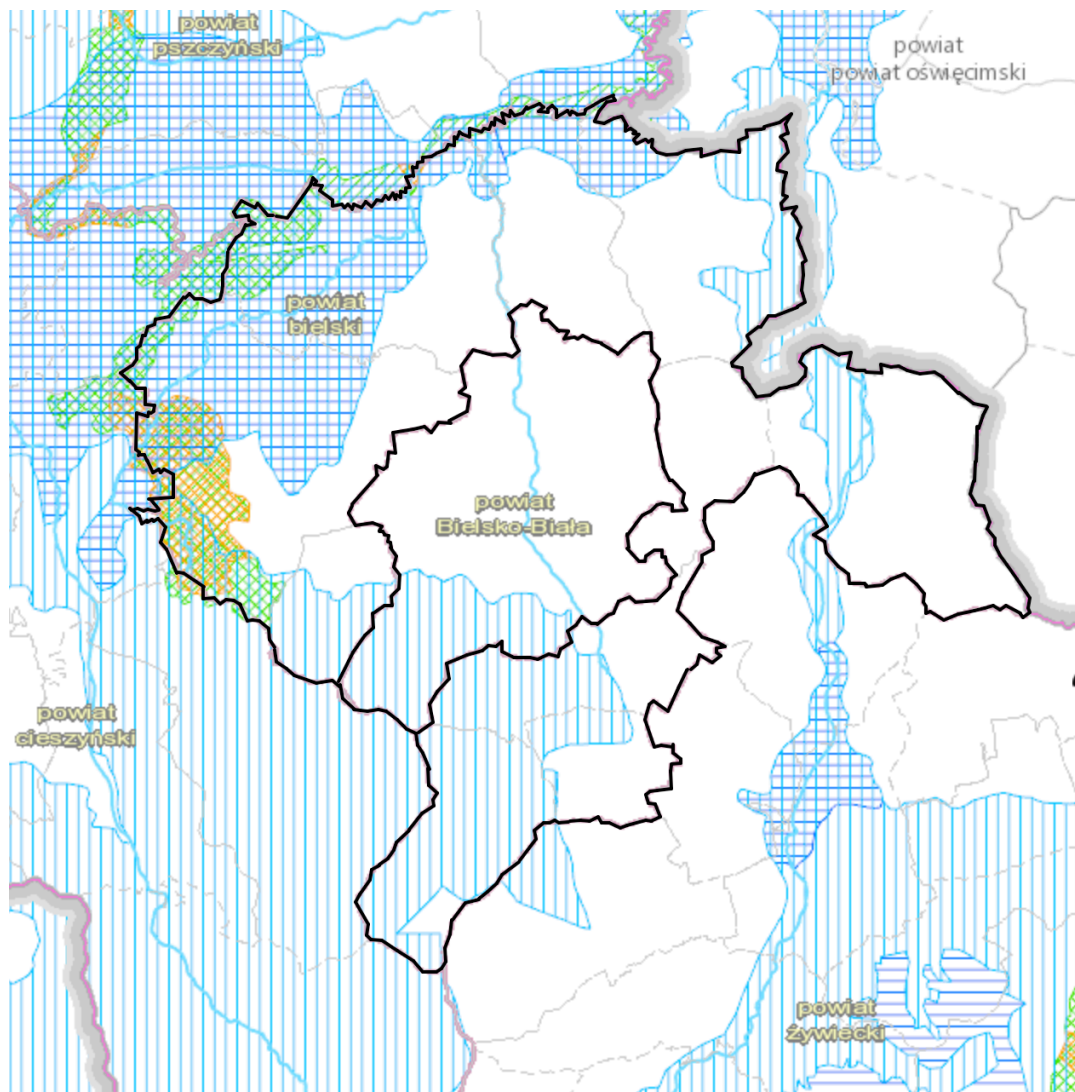 powiat
pszczyński
powiat
powiat oświęcimski
powiat
bielski
powiat
Bielsko-Biała
powiat
cieszyński
powiat
żywiecki